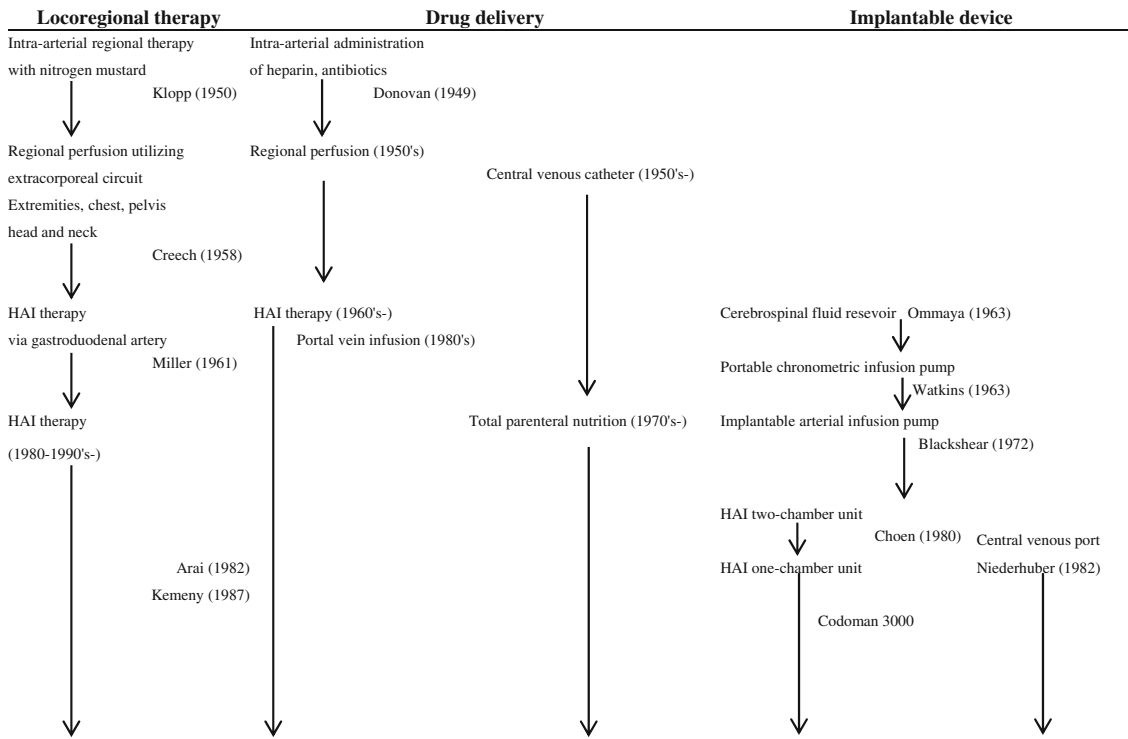 Locoregional therapy
Drug delivery
Implantable device
Intra-arterial regional therapy
with nitrogen mustard
Klopp (1950)
Regional perfusion utilizing
extracorporeal circuit
Extremities, chest, pelvis
head and neck
Creech (1958)
HAI therapy
via gastroduodenal artery
Miller (1961)
HAI therapy
(1980-1990's-)
Arai (1982)
Kemeny (1987)
Intra-arterial administration
of heparin, antibiotics
Donovan (1949)
Regional perfusion (1950's)
HAI therapy (1960's-)
Portal vein infusion (1980's)
Central venous catheter (1950's-)
Total parenteral nutrition (1970's-)
Cerebrospinal fluid resevoir Ommaya (1963)
Portable chronometric infusion pump
Watkins (1963)
Implantable arterial infusion pump
Blackshear (1972)
HAI two-chamber unit
Choen (1980)
HAI one-chamber unit
Codoman 3000
Central venous port
Niederhuber (1982)